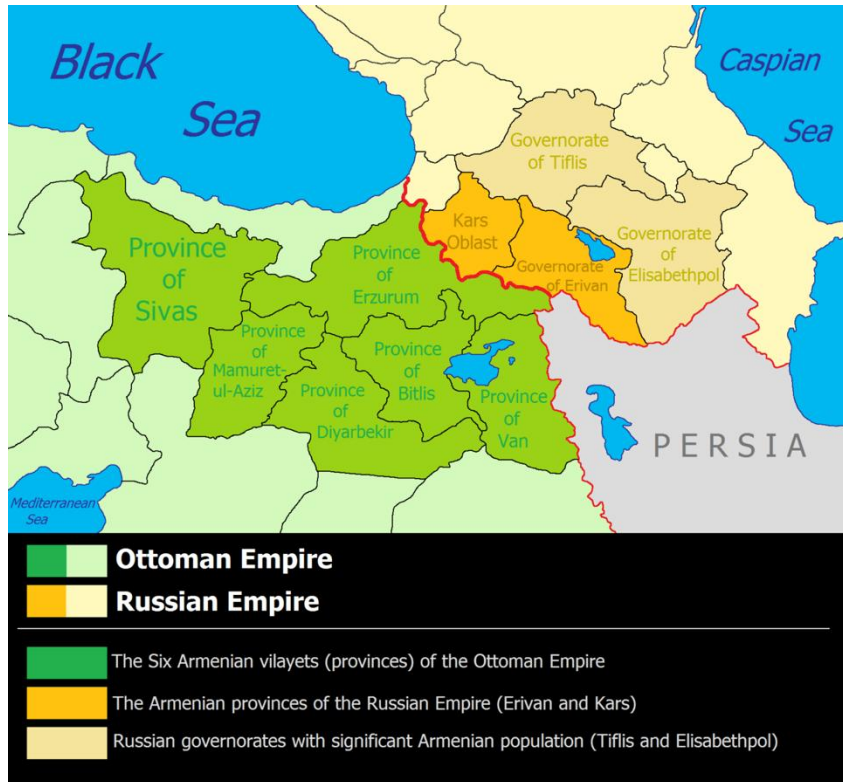 Black
Sea
Caspian
Sea
Governorate
of Tiflis
Kars
Oblast
Governorate
of Erivan
Governorate
of
Elisabethpol
Province
of
Sivas
Province
of
Erzurum
Province
of
Mamuret-
ul-Aziz
Province
of
Diyarbekir
Province
of
Bitlis
Province
of
Van
PERSIA
Mediterranean
Sea
Ottoman Empire
Russian Empire
The Six Armenian vilayets (provinces) of the Ottoman Empire
The Armenian provinces of the Russian Empire (Erivan and Kars)
Russian governorates with significant Armenian population (Tiflis and Elisabethpol)